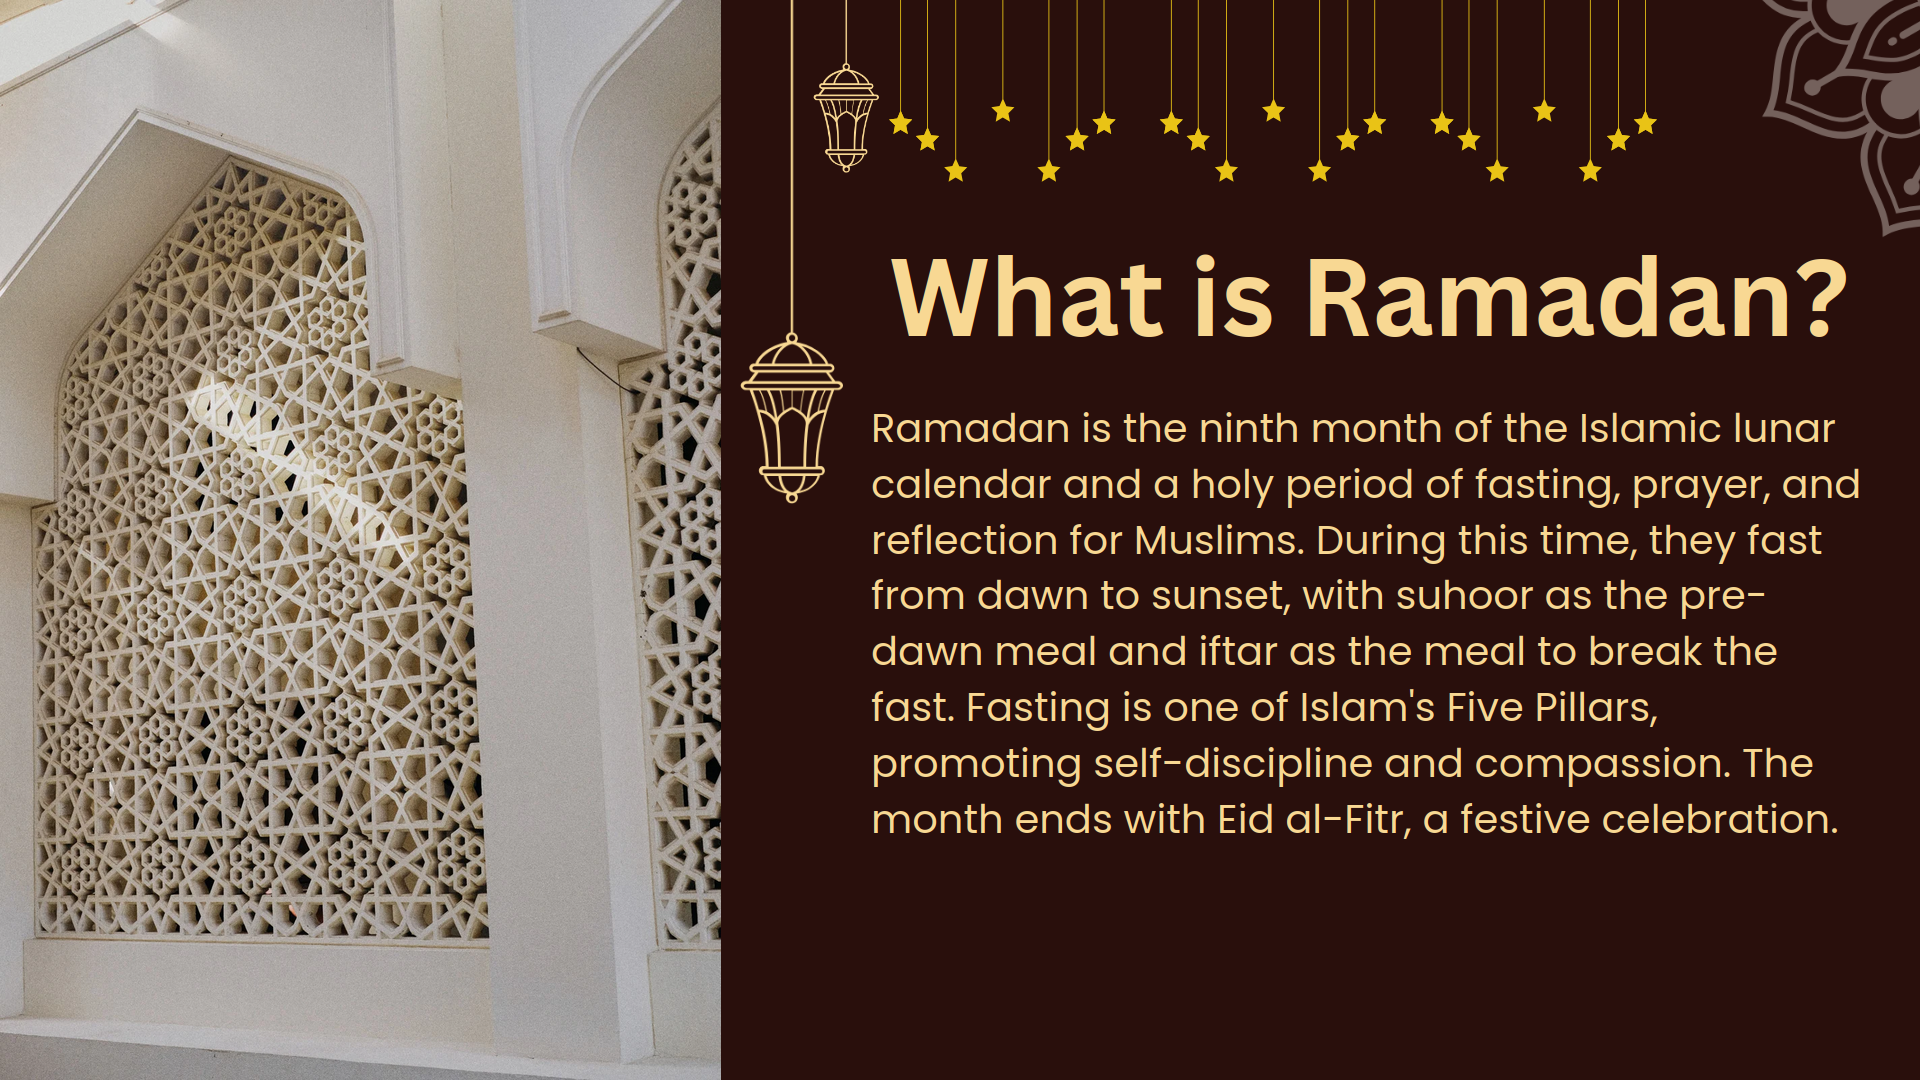 What is Ramadan?
Ramadan is the ninth month of the Islamic lunar
calendar and a holy period of fasting, prayer, and
reflection for Muslims. During this time, they fast
from dawn to sunset, with suhoor as the pre-
dawn meal and iftar as the meal to break the
fast. Fasting is one of Islam's Five Pillars,
promoting self-discipline and compassion. The
month ends with Eid al-Fitr, a festive celebration.